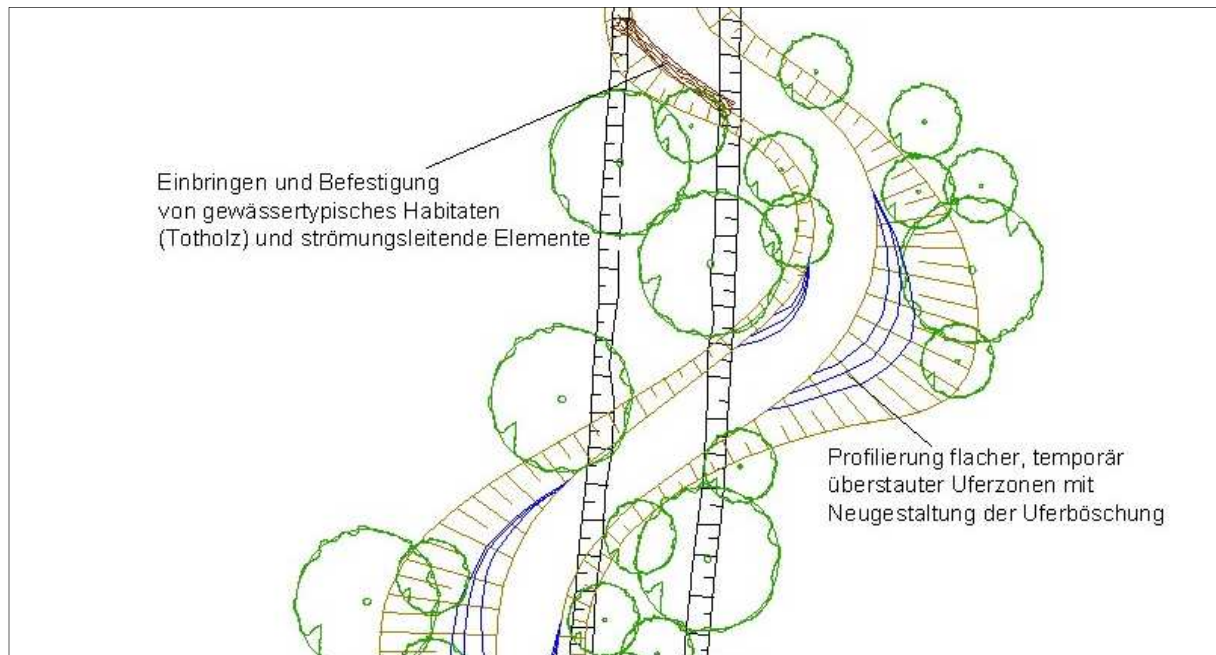 Einbringen und Befestigung
von gewässertypisches Habitaten
(Totholz) und strömungsleitende Elemente
Profilierung flacher, temporär
überstauter Uferzonen mit
Neugestaltung der Uferböschung